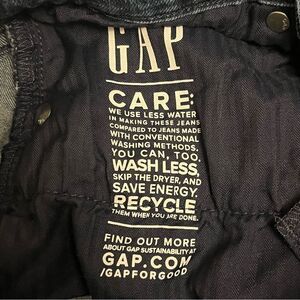 GAP
CARE:
WE USE LESS WATER
IN MAKING THESE JEANS
COMPARED TO JEANS MADE
WITH CONVENTIONAL
WASHING METHODS.
YOU CAN, TOO.
WASH LESS,
SKIP THE DRYER, AND
SAVE ENERGY.
RECYCLE
THEM WHEN YOU ARE DONE.
FIND OUT MORE
ABOUT GAP SUSTAINABILITY AT
GAP.COM
/GAPFORGOOD